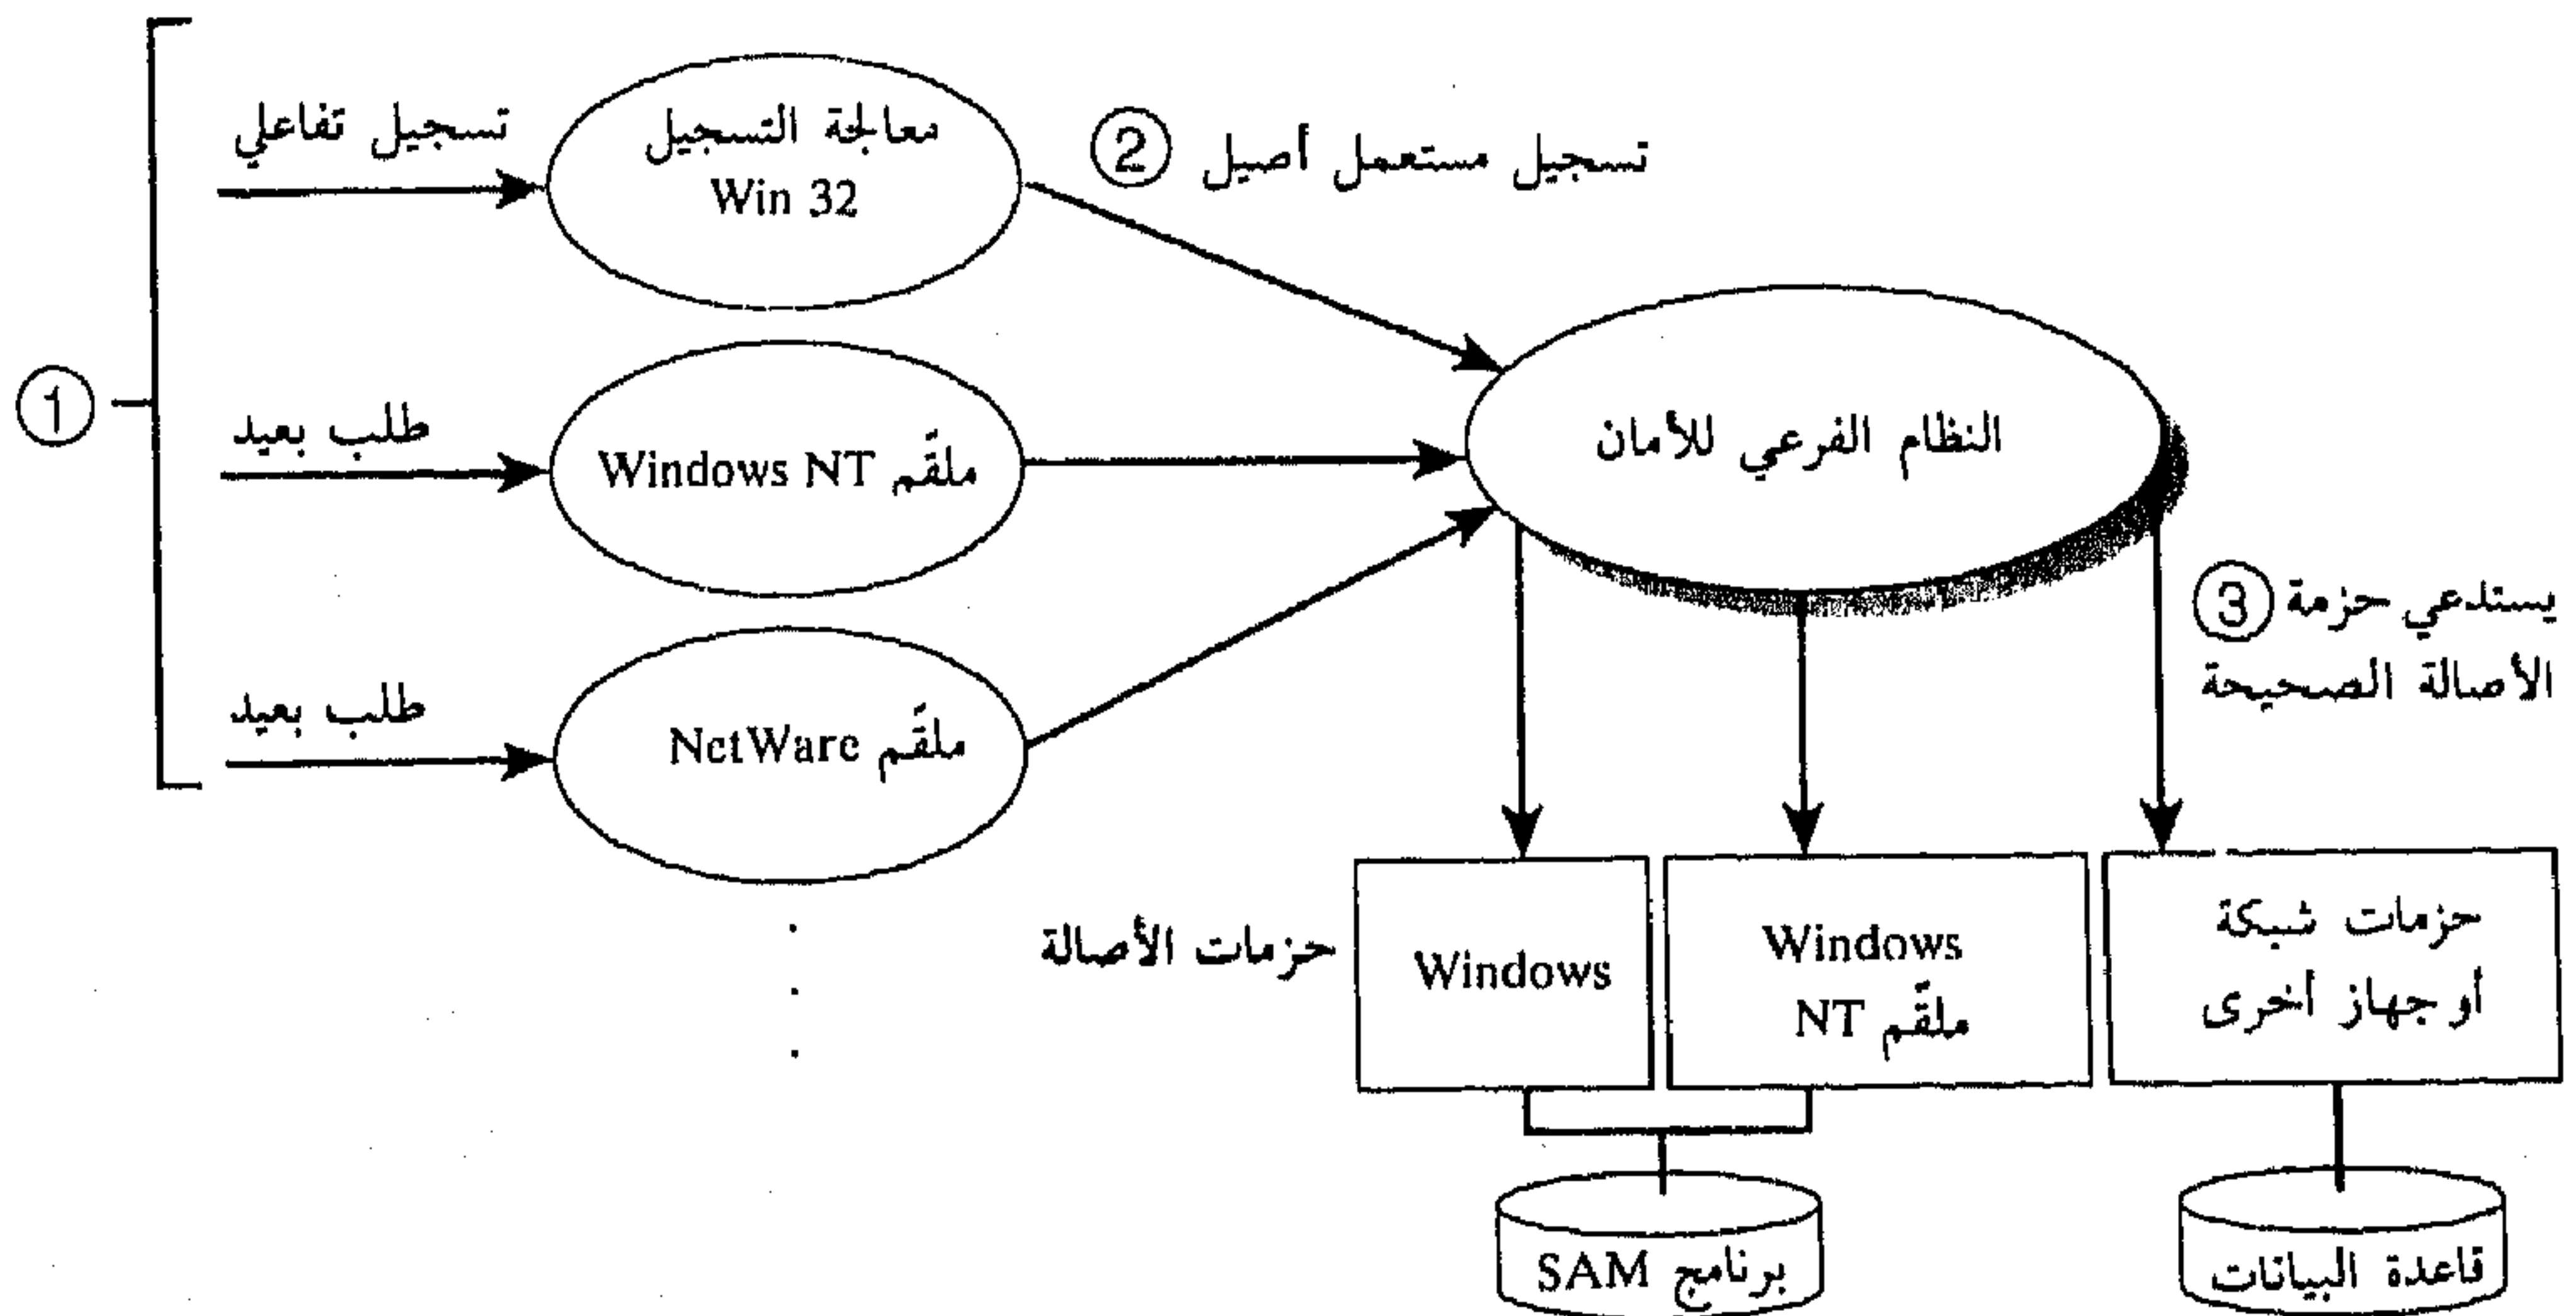 تسجيل تفاعلي
معالجة التسجيل
Win 32
② تسجيل مستعمل أصيل
①
طلب بعيد
ملقّم Windows NT
النظام الفرعي للأمان
طلب بعيد
ملقّم NetWare
③ يستدعي حزمة
الأصالة الصحيحة
حزمات الأصالة
Windows
Windows
ملقّم NT
حزمات شبكة
أو جهاز أخرى
برنامج SAM
قاعدة البيانات